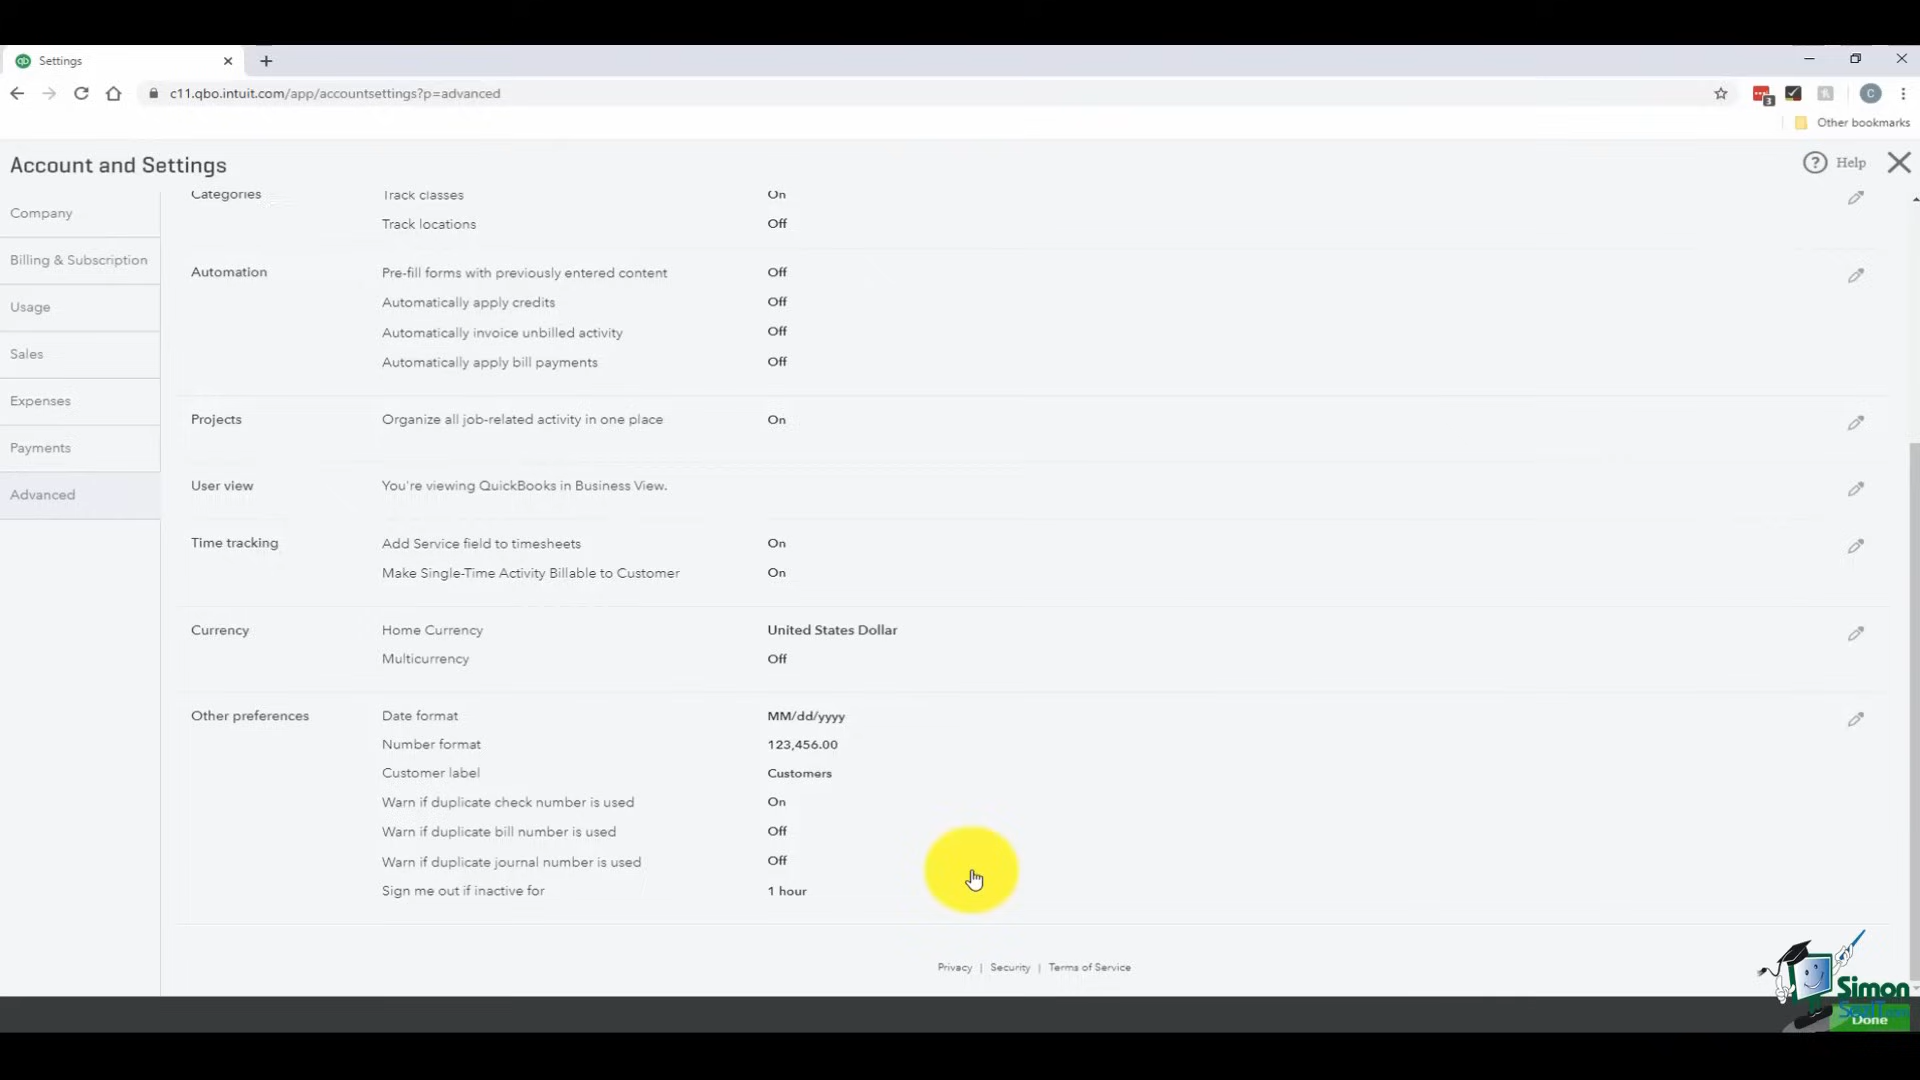 Settings
c11.qbo.intuit.com/app/accountsettings?p=advanced
3
C
Other bookmarks
Account and Settings
? Help
Company
Billing & Subscription
Usage
Sales
Expenses
Payments
Advanced
Categories Track classes On
Track locations Off
Automation Pre-fill forms with previously entered content Off
Automatically apply credits Off
Automatically invoice unbilled activity Off
Automatically apply bill payments Off
Projects Organize all job-related activity in one place On
User view You're viewing QuickBooks in Business View.
Time tracking Add Service field to timesheets On
Make Single-Time Activity Billable to Customer On
Currency Home Currency United States Dollar
Multicurrency Off
Other preferences Date format MM/dd/yyyy
Number format 123,456.00
Customer label Customers
Warn if duplicate check number is used On
Warn if duplicate bill number is used Off
Warn if duplicate journal number is used Off
Sign me out if inactive for 1 hour
Privacy | Security | Terms of Service
Simon
Done